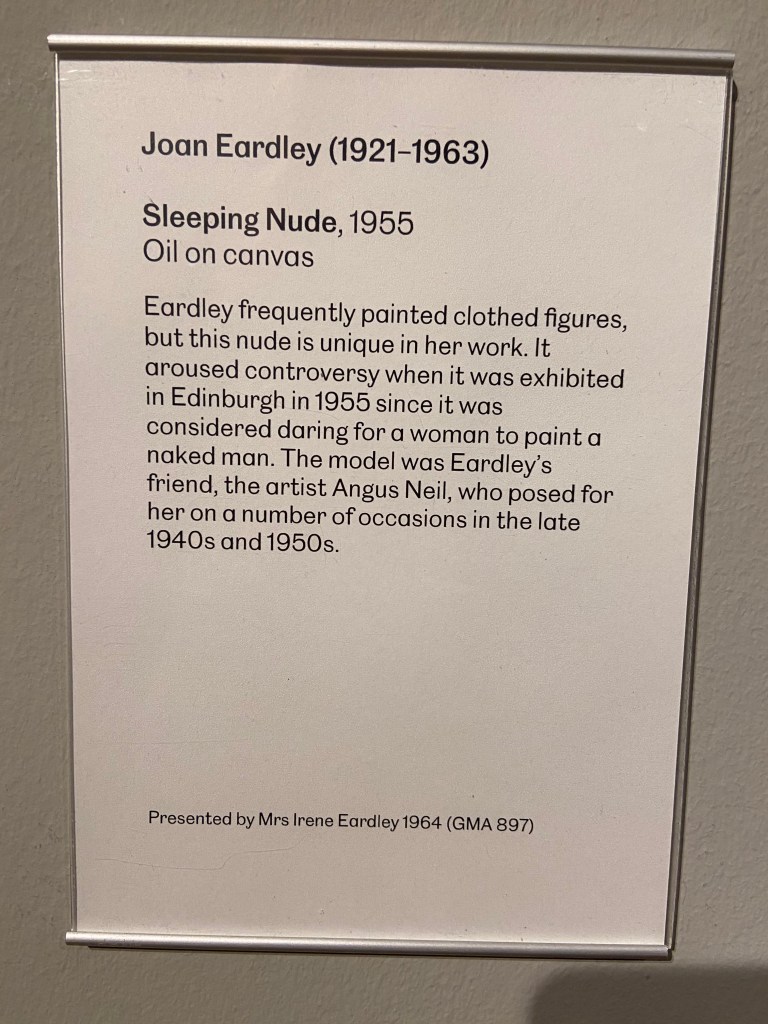 Joan Eardley (1921–1963)
Sleeping Nude, 1955
Oil on canvas
Eardley frequently painted clothed figures,
but this nude is unique in her work. It
aroused controversy when it was exhibited
in Edinburgh in 1955 since it was
considered daring for a woman to paint a
naked man. The model was Eardley’s
friend, the artist Angus Neil, who posed for
her on a number of occasions in the late
1940s and 1950s.
Presented by Mrs Irene Eardley 1964 (GMA 897)